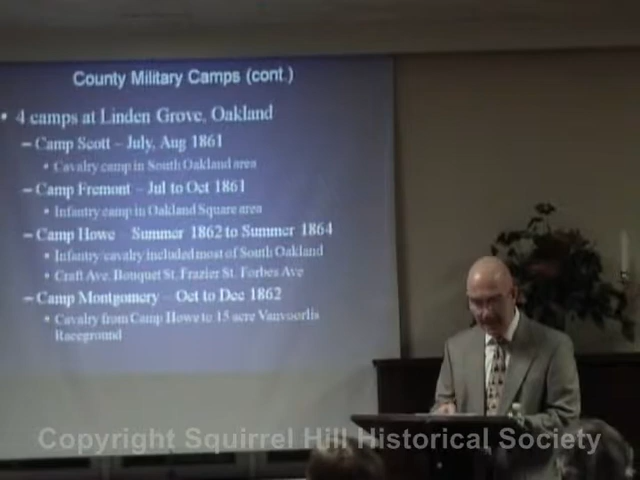 County Military Camps (cont.)
• 4 camps at Linden Grove, Oakland
– Camp Scott – July, Aug 1861
• Cavalry camp in South Oakland area
– Camp Fremont – Jul to Oct 1861
• Infantry camp in Oakland Square area
– Camp Howe – Summer 1862 to Summer 1864
• Infantry/cavalry included most of South Oakland
• Craft Ave, Bouquet St, Frazier St, Forbes Ave
– Camp Montgomery – Oct to Dec 1862
• Cavalry from Camp Howe to 15 acre Vanvoorlis
Raceground
Copyright Squirrel Hill Historical Society